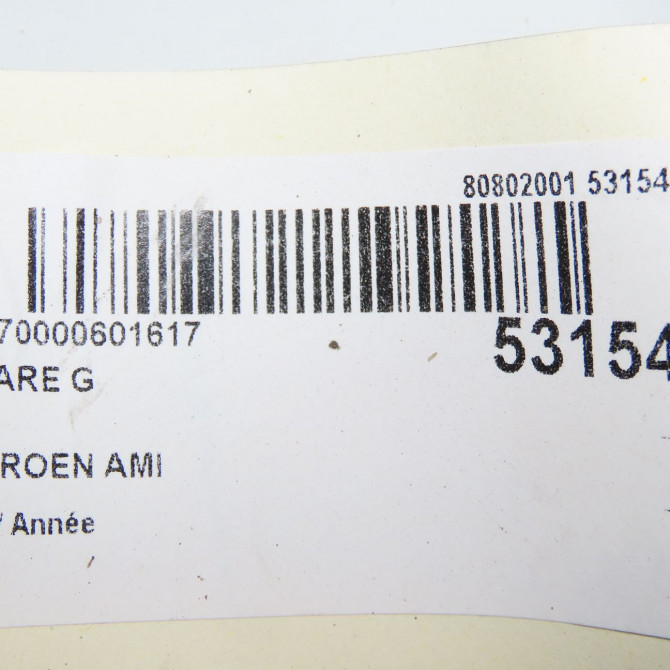 80802001 53154
70000601617
53154
ARE G
ROEN AMI
/ Année